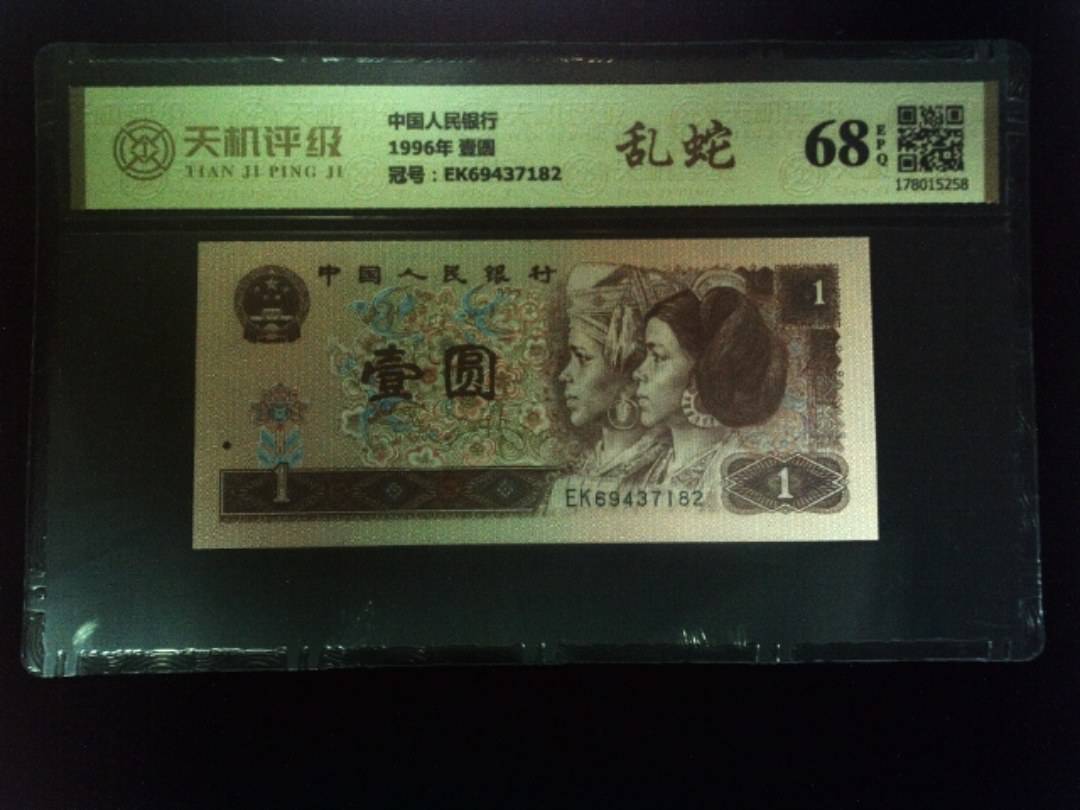 天机评级
TIAN JI PING JI
中国人民银行
1996年 壹圆
冠号：EK69437182
乱蛇
68
EPQ
178015258
中国人民银行
1
壹圆
1
EK69437182
1